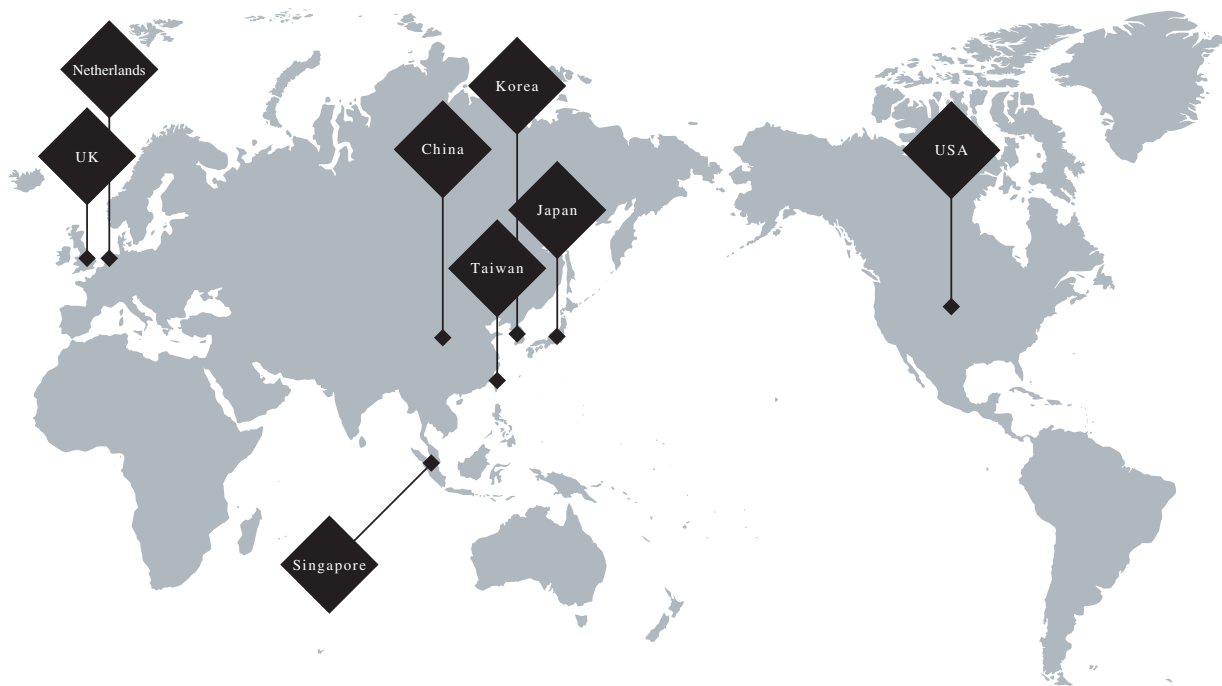 Netherlands
Korea
China
UK
USA
Japan
Taiwan
Singapore